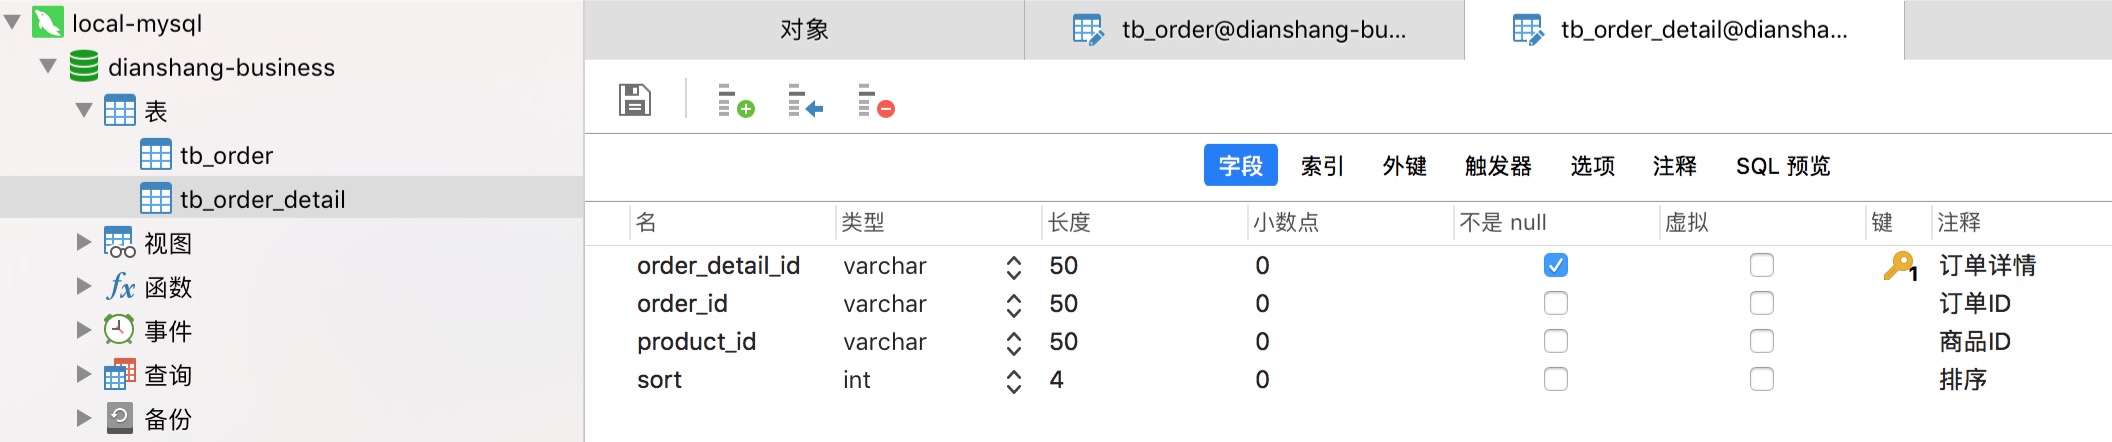 local-mysql
dianshang-business
表
tb_order
tb_order_detail
视图
fx 函数
事件
查询
备份
对象 tb_order@dianshang-bu... tb_order_detail@diansha...
字段 索引 外键 触发器 选项 注释 SQL 预览
名 类型 长度 小数点 不是 null 虚拟 键 注释
order_detail_id varchar 50 0 1 订单详情
order_id varchar 50 0 订单ID
product_id varchar 50 0 商品ID
sort int 4 0 排序